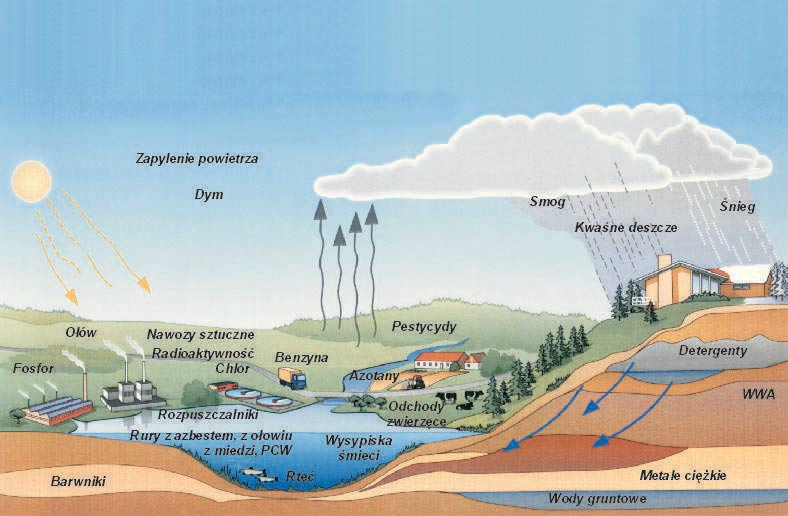 Zapylenie powietrza
Dym
Smog
Śnieg
Kwaśne deszcze
Ołów
Nawozy sztuczne
Pestycydy
Radioaktywność
Benzyna
Detergenty
Fosfor
Chlor
Azotany
WWA
Rozpuszczalniki
Odchody
zwierzęce
Rury z azbestem, z ołowiu
z miedzi, PCW
Wysypiska
śmieci
Barwniki
Rtęć
Metale ciężkie
Wody gruntowe